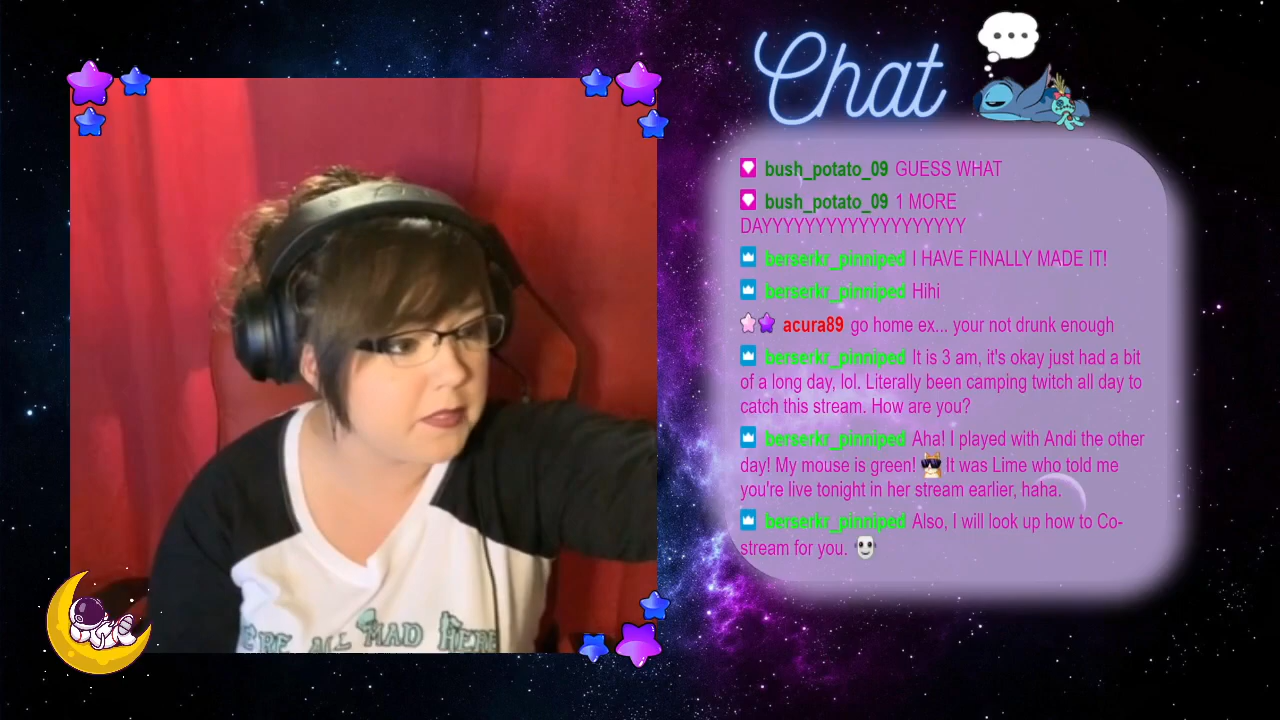 Chat
bush_potato_09 GUESS WHAT
bush_potato_09 1 MORE
DAYYYYYYYYYYYYYYYYYYY
berserkr_pinniped I HAVE FINALLY MADE IT!
berserkr_pinniped Hihi
acura89 go home ex... your not drunk enough
berserkr_pinniped It is 3 am, it's okay just had a bit
of a long day, lol. Literally been camping twitch all day to
catch this stream. How are you?
berserkr_pinniped Aha! I played with Andi the other
day! My mouse is green! It was Lime who told me
you're live tonight in her stream earlier, haha.
berserkr_pinniped Also, I will look up how to Co-
stream for you.
WE'RE ALL MAD HERE